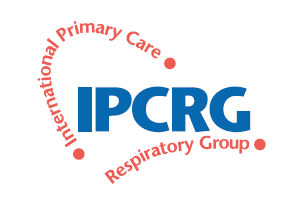 International Primary Care
IPCRG
Respiratory Group